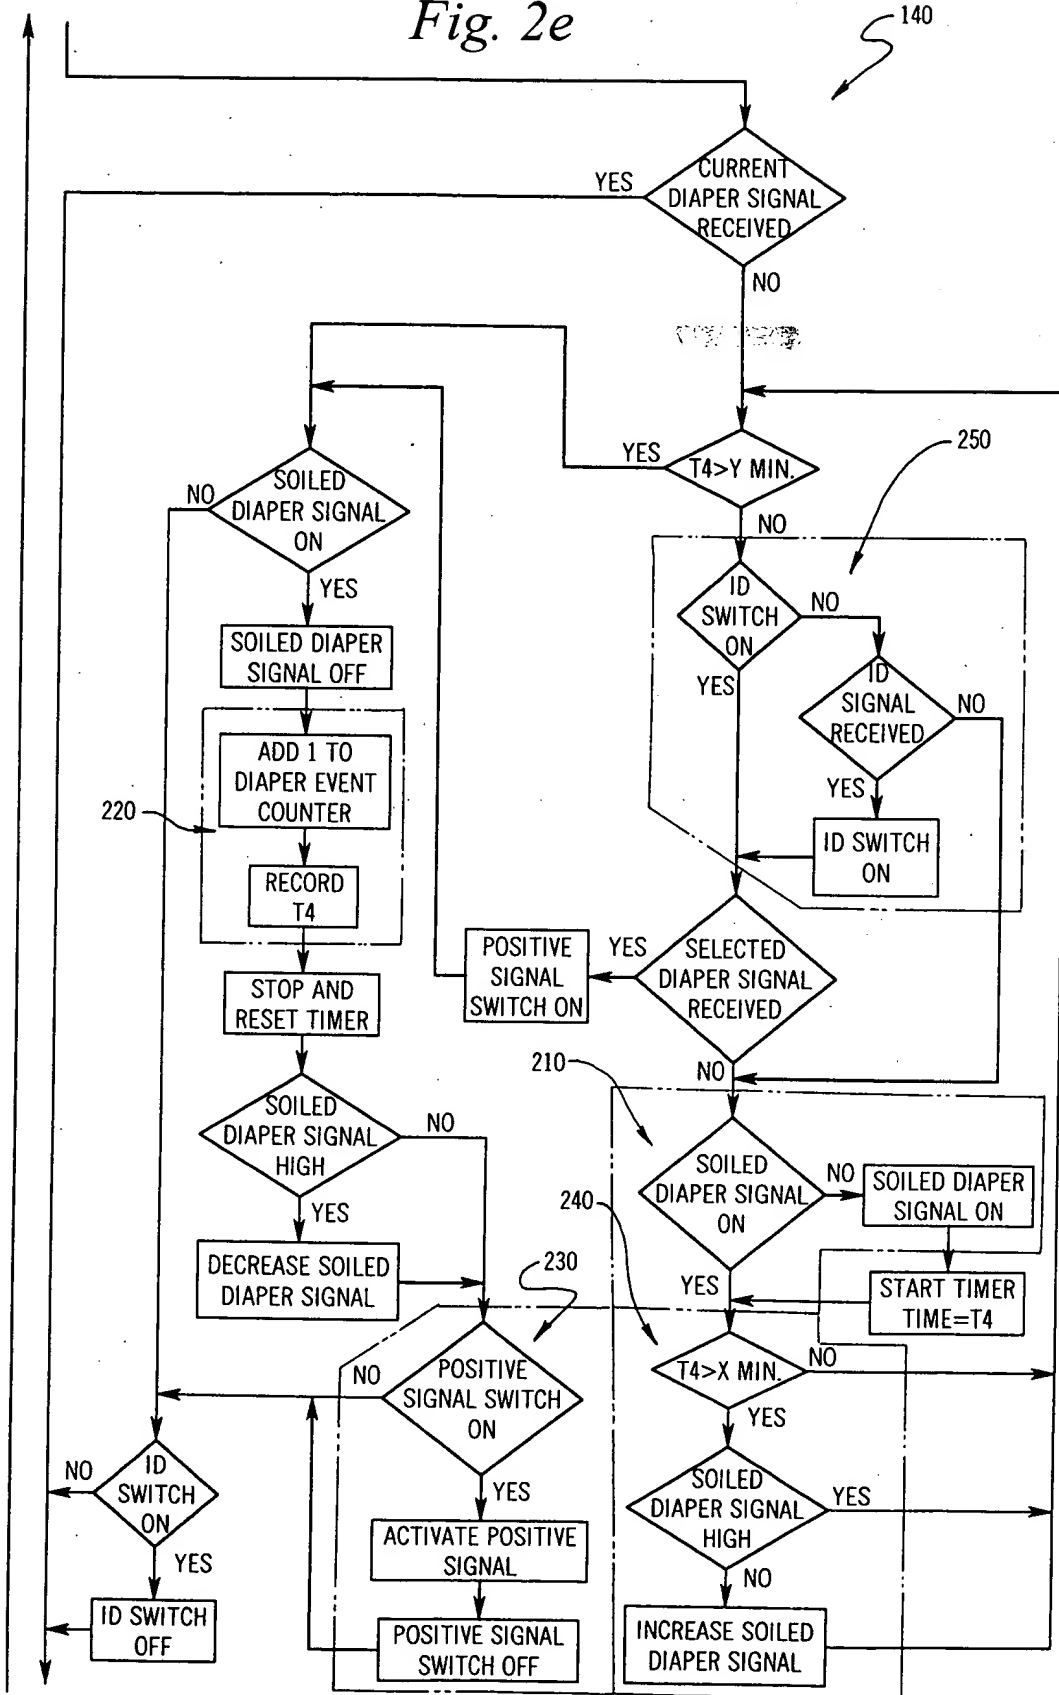 Fig. 2e
140
CURRENT
DIAPER SIGNAL
RECEIVED
YES
NO
T4>Y MIN.
YES
NO
250
SOILED
DIAPER SIGNAL
ON
NO
YES
ID
SWITCH
ON
NO
YES
ID
SIGNAL
RECEIVED
NO
YES
ID SWITCH
ON
SOILED DIAPER
SIGNAL OFF
ADD 1 TO
DIAPER EVENT
COUNTER
220
RECORD
T4
STOP AND
RESET TIMER
POSITIVE
SIGNAL
SWITCH ON
YES
SELECTED
DIAPER SIGNAL
RECEIVED
NO
210
SOILED
DIAPER SIGNAL
HIGH
NO
YES
SOILED
DIAPER SIGNAL
ON
NO
SOILED DIAPER
SIGNAL ON
240
YES
START TIMER
TIME=T4
DECREASE SOILED
DIAPER SIGNAL
230
POSITIVE
SIGNAL SWITCH
ON
NO
YES
T4>X MIN.
NO
YES
ID
SWITCH
ON
NO
YES
SOILED
DIAPER SIGNAL
HIGH
YES
NO
ACTIVATE POSITIVE
SIGNAL
ID SWITCH
OFF
POSITIVE SIGNAL
SWITCH OFF
INCREASE SOILED
DIAPER SIGNAL